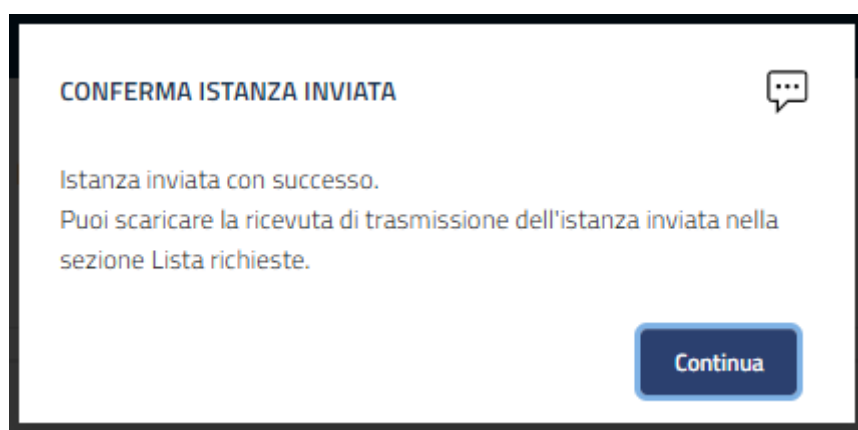 CONFERMA ISTANZA INVIATA
Istanza inviata con successo.
Puoi scaricare la ricevuta di trasmissione dell'istanza inviata nella
sezione Lista richieste.
Continua